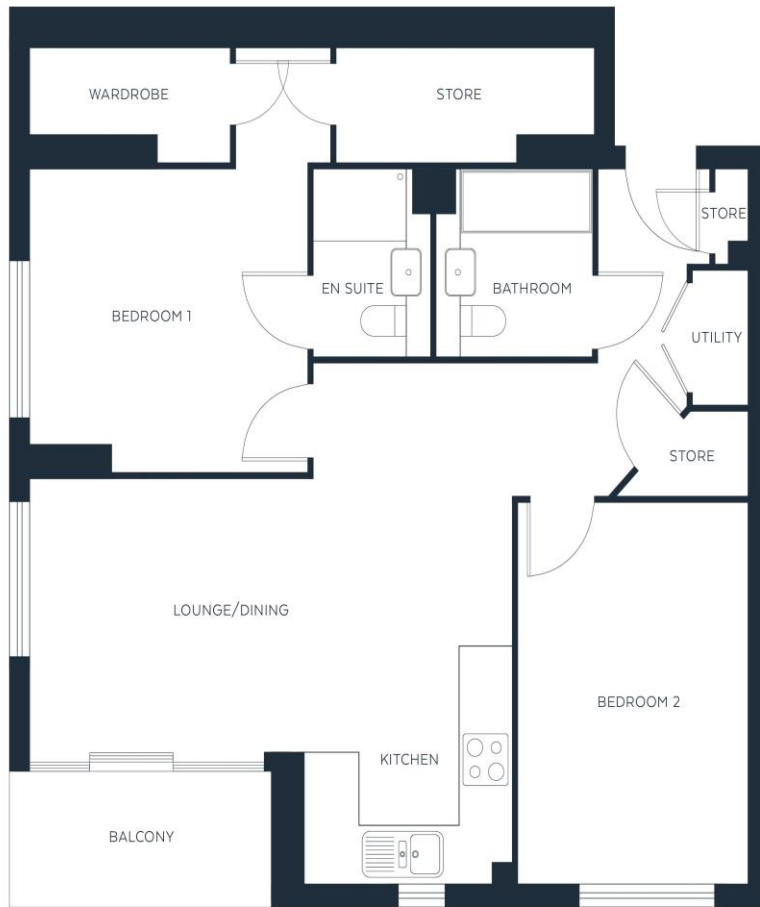 WARDROBE
STORE
STORE
EN SUITE
BATHROOM
BEDROOM 1
UTILITY
STORE
LOUNGE/DINING
BEDROOM 2
KITCHEN
BALCONY